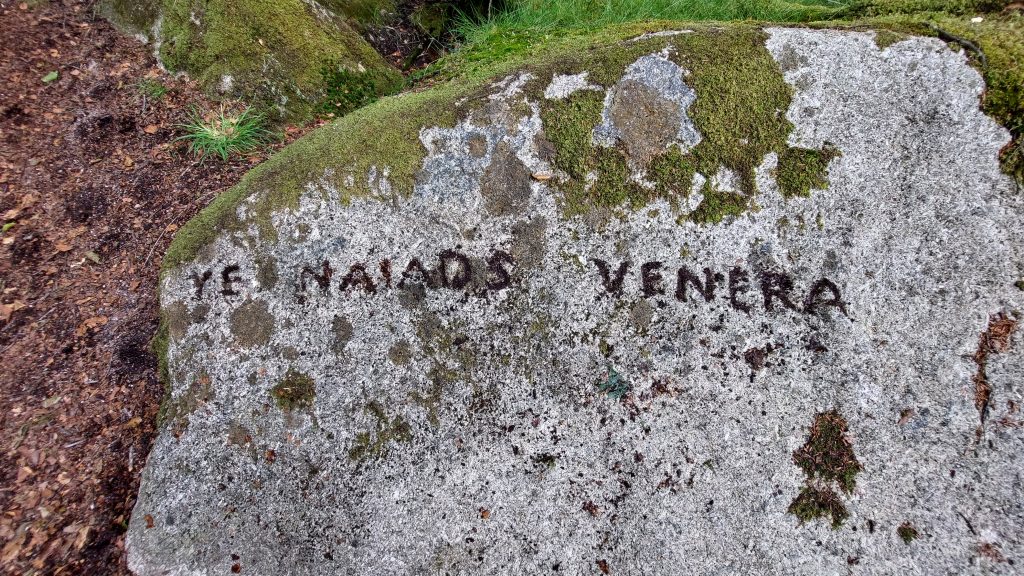 YE NAIADS VENERA